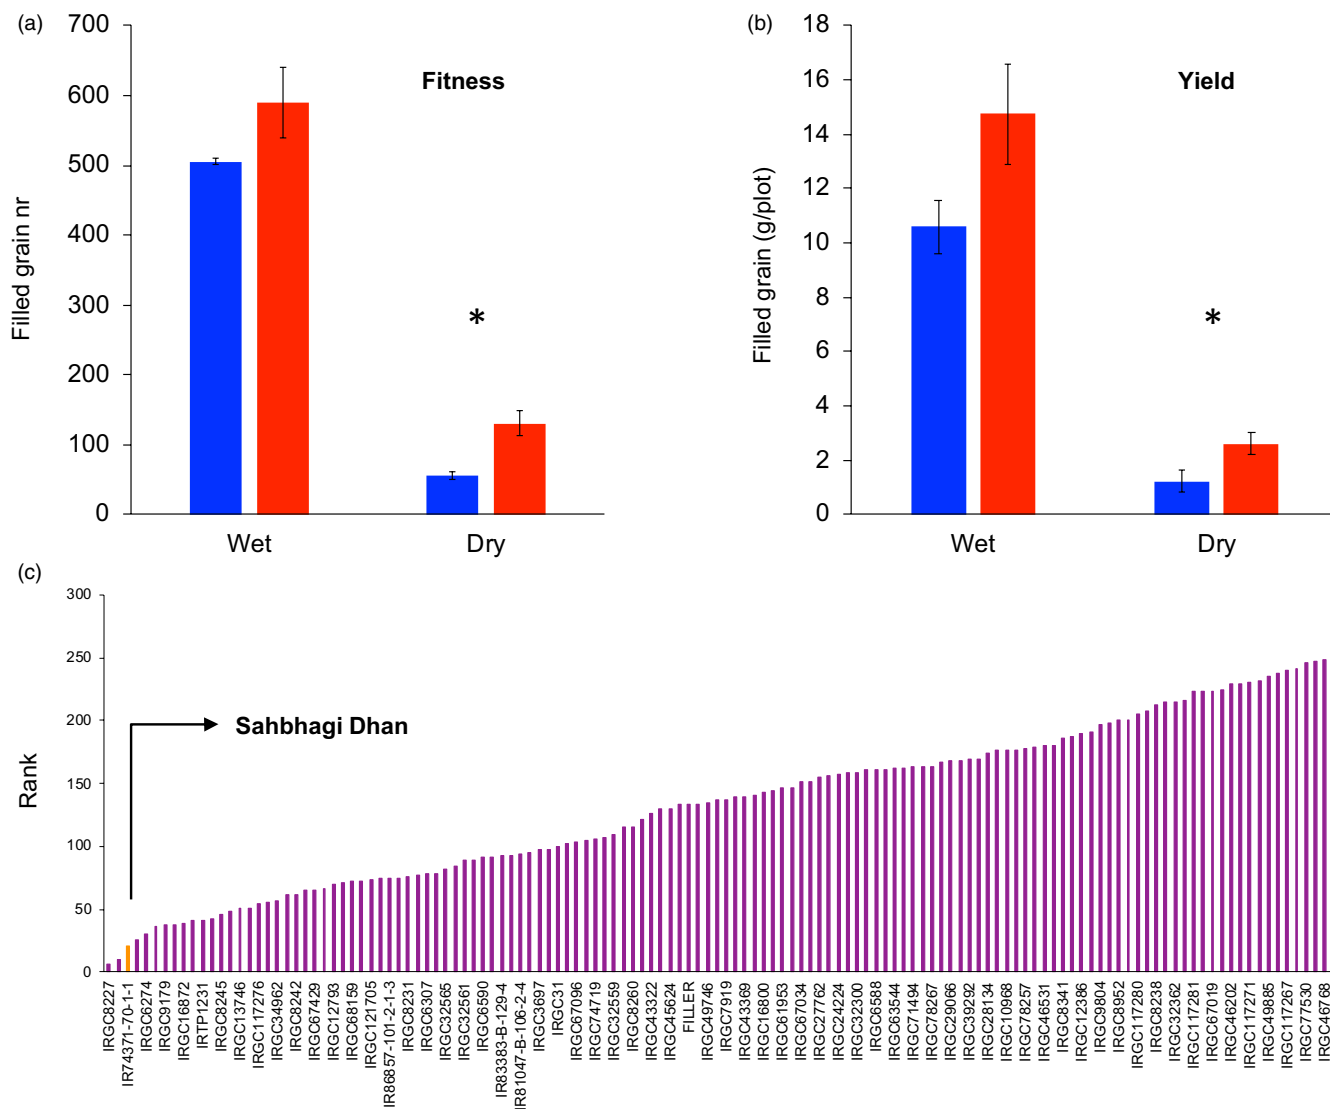 (a)
700
600
500
400
300
200
100
0
Filled grain nr
Fitness
*
Wet
Dry
(b)
18
16
14
12
10
8
6
4
2
0
Filled grain (g/plot)
Yield
*
Wet
Dry
(c)
300
250
200
150
100
50
0
Rank
Sahbhagi Dhan
IRGC8227
IR74371-70-1-1
IRGC6274
IRGC9179
IRGC16872
IRTP1231
IRGC8245
IRGC13746
IRGC117276
IRGC34962
IRGC8242
IRGC67429
IRGC12793
IRGC68159
IRGC121705
IR86857-101-2-1-3
IRGC8231
IRGC6307
IRGC32565
IRGC32561
IRGC6590
IR83383-B-129-4
IR81047-B-106-2-4
IRGC3697
IRGC31
IRGC67096
IRGC74719
IRGC32559
IRGC8260
IRGC43322
IRGC45624
FILLER
IRGC49746
IRGC7919
IRGC43369
IRGC16800
IRGC61953
IRGC67034
IRGC27762
IRGC24224
IRGC32300
IRGC6588
IRGC63544
IRGC71494
IRGC78267
IRGC29066
IRGC39292
IRGC28134
IRGC10968
IRGC78257
IRGC46531
IRGC8341
IRGC12386
IRGC9804
IRGC8952
IRGC117280
IRGC8238
IRGC32362
IRGC117281
IRGC67019
IRGC46202
IRGC117271
IRGC49885
IRGC117267
IRGC77530
IRGC46768